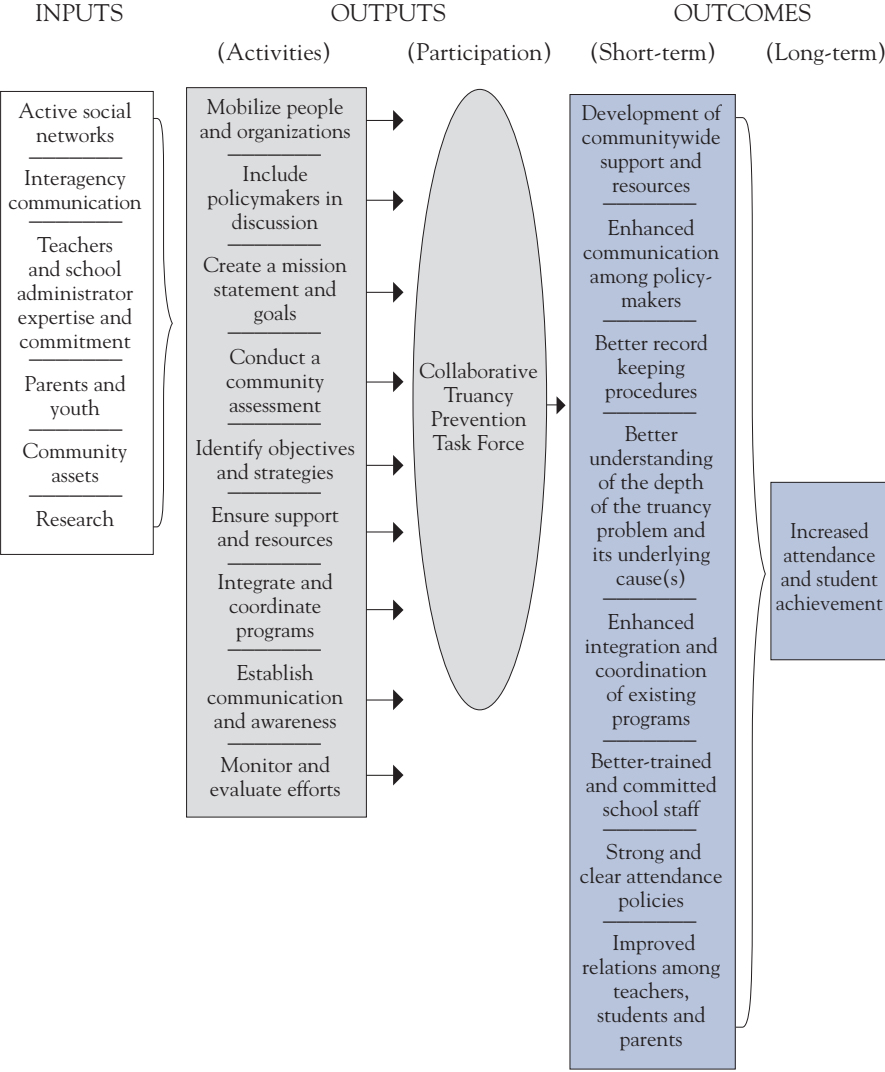 INPUTS
OUTPUTS
OUTCOMES
(Activities)
(Participation)
(Short-term)
(Long-term)
Active social
networks
Interagency
communication
Teachers
and school
administrator
expertise and
commitment
Parents and
youth
Community
assets
Research
Mobilize people
and organizations
Include
policymakers in
discussion
Create a mission
statement and
goals
Conduct a
community
assessment
Identify objectives
and strategies
Ensure support
and resources
Integrate and
coordinate
programs
Establish
communication
and awareness
Monitor and
evaluate efforts
Collaborative
Truancy
Prevention
Task Force
Development of
communitywide
support and
resources
Enhanced
communication
among policy-
makers
Better record
keeping
procedures
Better
understanding
of the depth
of the truancy
problem and
its underlying
cause(s)
Enhanced
integration and
coordination
of existing
programs
Better-trained
and committed
school staff
Strong and
clear attendance
policies
Improved
relations among
teachers,
students and
parents
Increased
attendance
and student
achievement